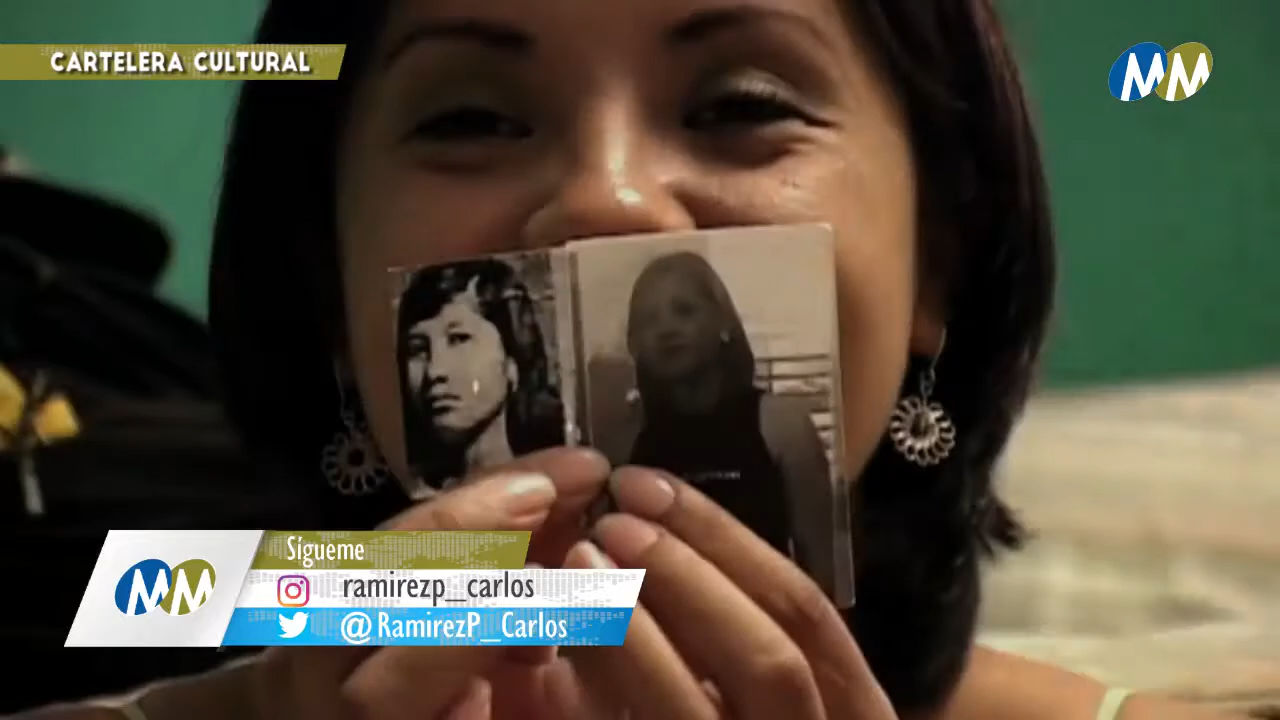 CARTELERA CULTURAL
MM
Sígueme
MM
ramirezp_carlos
@RamirezP_Carlos